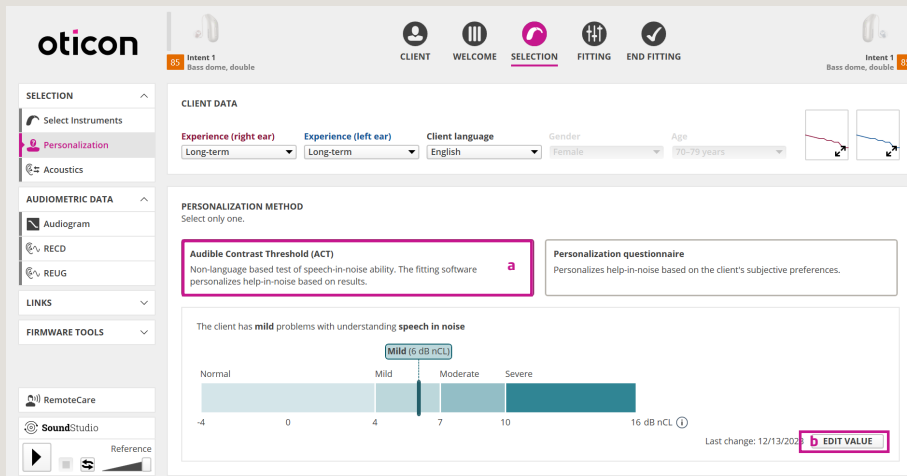 oticon
85
Intent 1
Bass dome, double
CLIENT
WELCOME
SELECTION
FITTING
END FITTING
Intent 1
Bass dome, double
SELECTION
Select Instruments
Personalization
Acoustics
AUDIOMETRIC DATA
Audiogram
RECD
REUG
LINKS
FIRMWARE TOOLS
RemoteCare
SoundStudio
Reference
CLIENT DATA
Experience (right ear)
Experience (left ear)
Client language
Gender
Age
Long-term
Long-term
English
Female
70-79 years
PERSONALIZATION METHOD
Select only one.
Audible Contrast Threshold (ACT)
Non-language based test of speech-in-noise ability. The fitting software
personalizes help-in-noise based on results.
a
Personalization questionnaire
Personalizes help-in-noise based on the client's subjective preferences.
The client has mild problems with understanding speech in noise
Mild (6 dB nCL)
Normal
Mild
Moderate
Severe
-4
0
4
7
10
16 dB nCL
Last change: 12/13/2023
b
EDIT VALUE